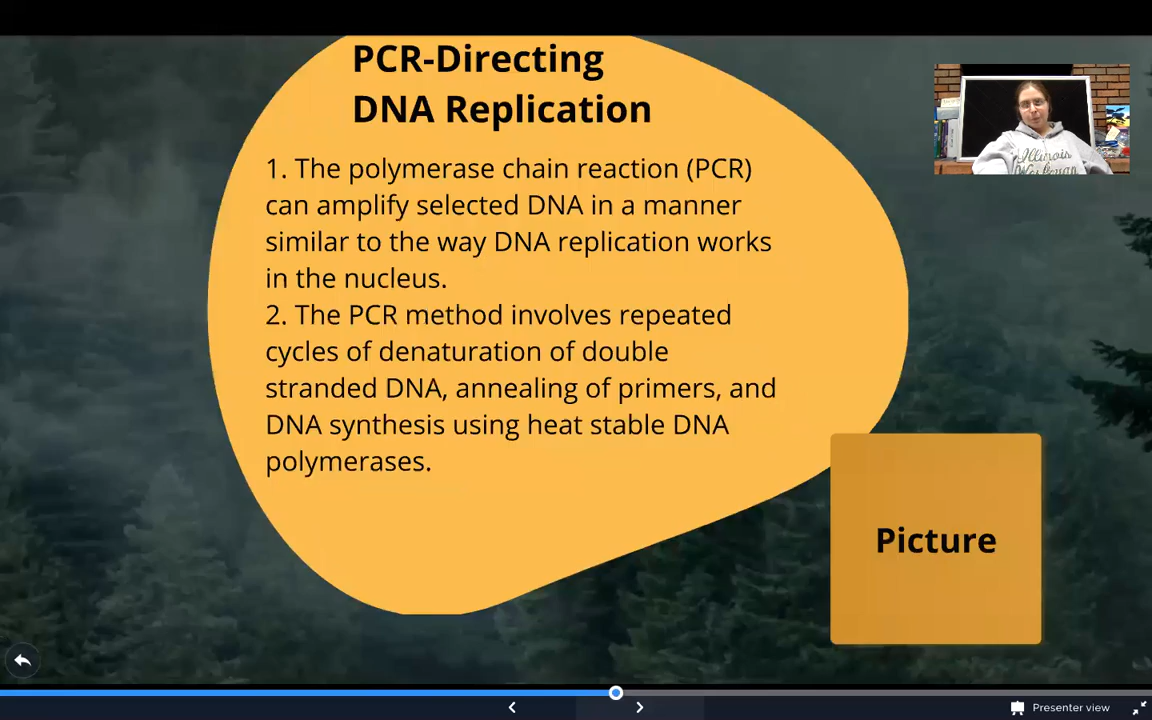 PCR-Directing
DNA Replication
1. The polymerase chain reaction (PCR)
can amplify selected DNA in a manner
similar to the way DNA replication works
in the nucleus.
2. The PCR method involves repeated
cycles of denaturation of double
stranded DNA, annealing of primers, and
DNA synthesis using heat stable DNA
polymerases.
Picture
Illinois
Wesleyan
Presenter view